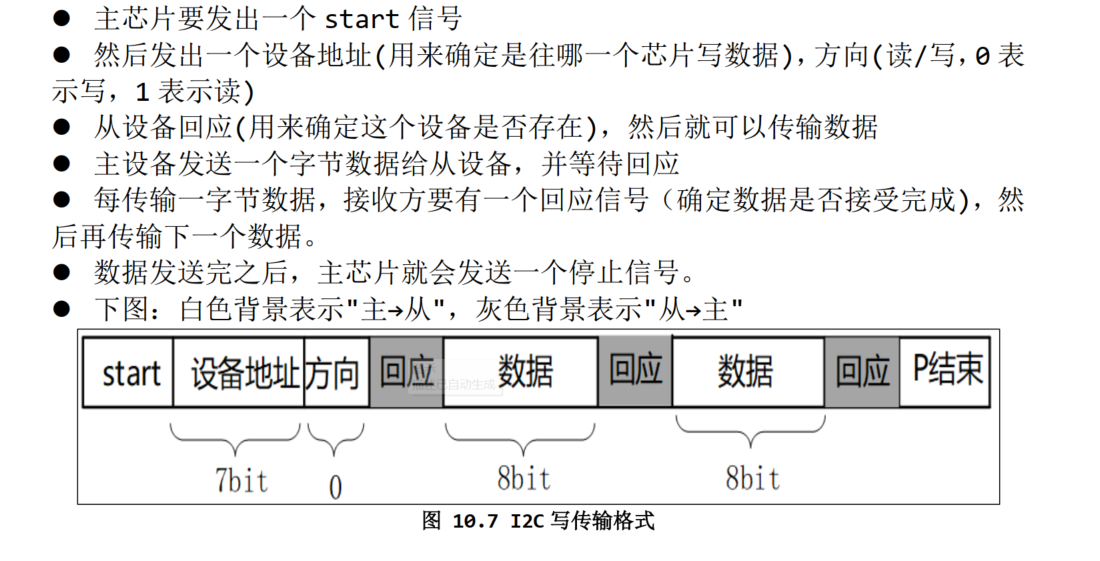 ● 主芯片要发出一个 start 信号
● 然后发出一个设备地址(用来确定是往哪一个芯片写数据),方向(读/写,0 表
示写，1 表示读)
● 从设备回应(用来确定这个设备是否存在)，然后就可以传输数据
● 主设备发送一个字节数据给从设备，并等待回应
● 每传输一字节数据，接收方要有一个回应信号（确定数据是否接受完成)，然
后再传输下一个数据。
● 数据发送完之后，主芯片就会发送一个停止信号。
● 下图：白色背景表示"主→从"，灰色背景表示"从→主"
start 设备地址 方向 回应 数据 回应 数据 回应 P结束
7bit 0 8bit 8bit
图 10.7 I2C 写传输格式